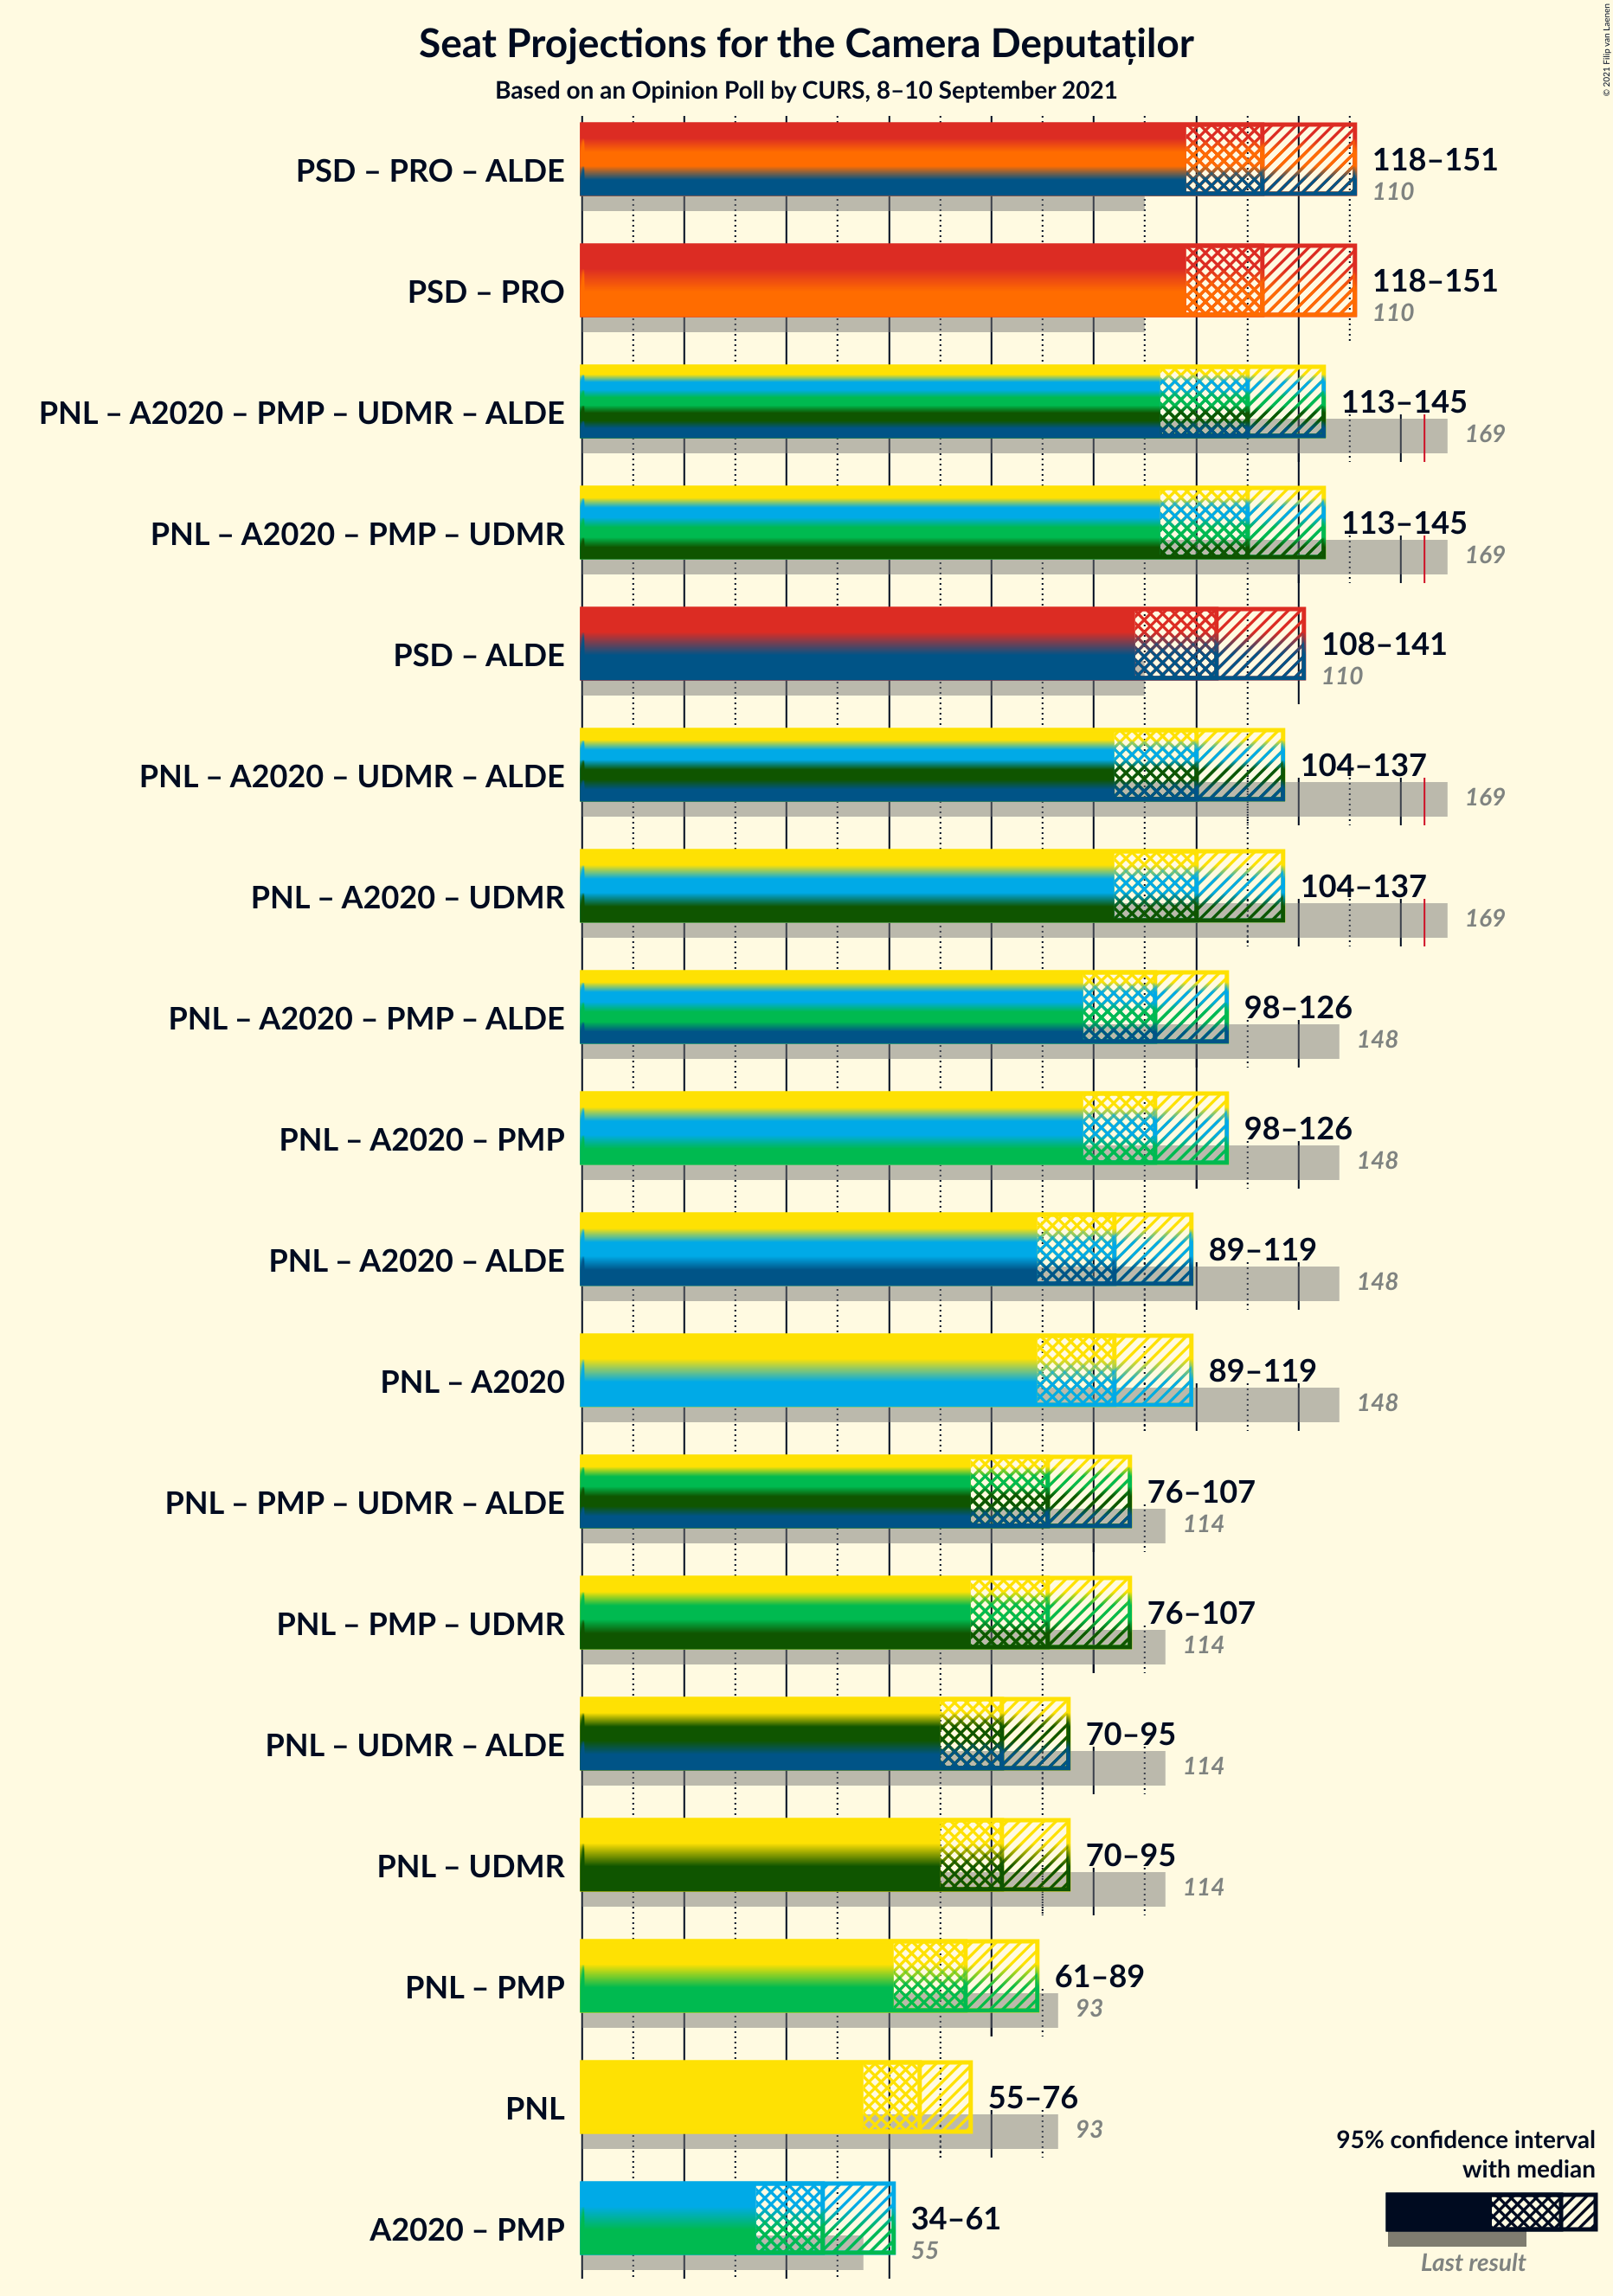 Seat Projections for the Camera Deputaților
Based on an Opinion Poll by CURS, 8–10 September 2021
© 2021 Filip van Laenen
PSD – PRO – ALDE
118–151
110
PSD – PRO
118–151
110
PNL – A2020 – PMP – UDMR – ALDE
113–145
169
PNL – A2020 – PMP – UDMR
113–145
169
PSD – ALDE
108–141
110
PNL – A2020 – UDMR – ALDE
104–137
169
PNL – A2020 – UDMR
104–137
169
PNL – A2020 – PMP – ALDE
98–126
148
PNL – A2020 – PMP
98–126
148
PNL – A2020 – ALDE
89–119
148
PNL – A2020
89–119
148
PNL – PMP – UDMR – ALDE
76–107
114
PNL – PMP – UDMR
76–107
114
PNL – UDMR – ALDE
70–95
114
PNL – UDMR
70–95
114
PNL – PMP
61–89
93
PNL
55–76
93
A2020 – PMP
34–61
55
95% confidence interval
with median
Last result